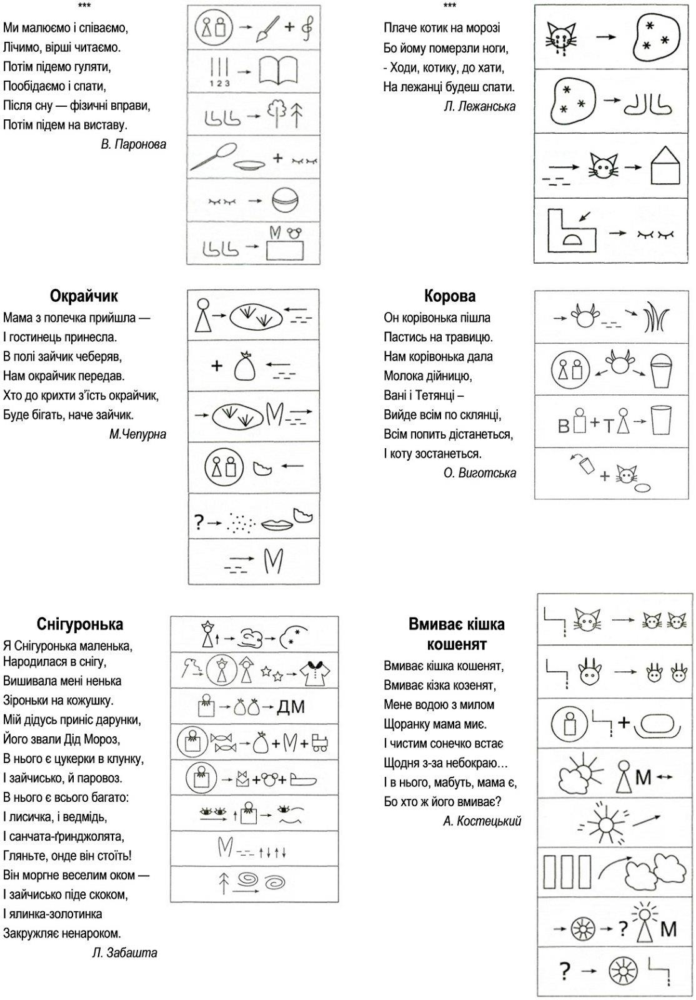 ***
Ми малюємо і співаємо,
Лічимо, вірші читаємо.
Потім підемо гуляти,
Пообідаємо і спати,
Після сну — фізичні вправи,
Потім підем на виставу.
В. Паронова
1 2 3
***
Плаче котик на морозі
Бо йому померзли ноги,
- Ходи, котику, до хати,
На лежанці будеш спати.
Л. Лежанська
Окрайчик
Мама з полечка прийшла —
І гостинець принесла.
В полі зайчик чеберяв,
Нам окрайчик передав.
Хто до крихти з’їсть окрайчик,
Буде бігать, наче зайчик.
М.Чепурна
?
Корова
Он корівонька пішла
Пастись на травицю.
Нам корівонька дала
Молока дійницю,
Вані і Тетянці –
Вийде всім по склянці,
Всім попить дістанеться,
І коту зостанеться.
О. Виготська
В + Т
Снігуронька
Я Снігуронька маленька,
Народилася в снігу,
Вишивала мені ненька
Зіроньки на кожушку.
Мій дідусь приніс дарунки,
Його звали Дід Мороз,
В нього є цукерки в клунку,
І зайчисько, й паровоз.
В нього є всього багато:
І лисичка, і ведмідь,
І санчата-ґринджолята,
Гляньте, онде він стоїть!
Він моргне веселим оком —
І зайчисько піде скоком,
І ялинка-золотинка
Закружляє ненароком.
Л. Забашта
ДМ
Вмиває кішка
кошенят
Вмиває кішка кошенят,
Вмиває кізка козенят,
Мене водою з милом
Щоранку мама миє.
І чистим сонечко встає
Щодня з-за небокраю…
І в нього, мабуть, мама є,
Бо хто ж його вмиває?
А. Костецький
М
? М
?